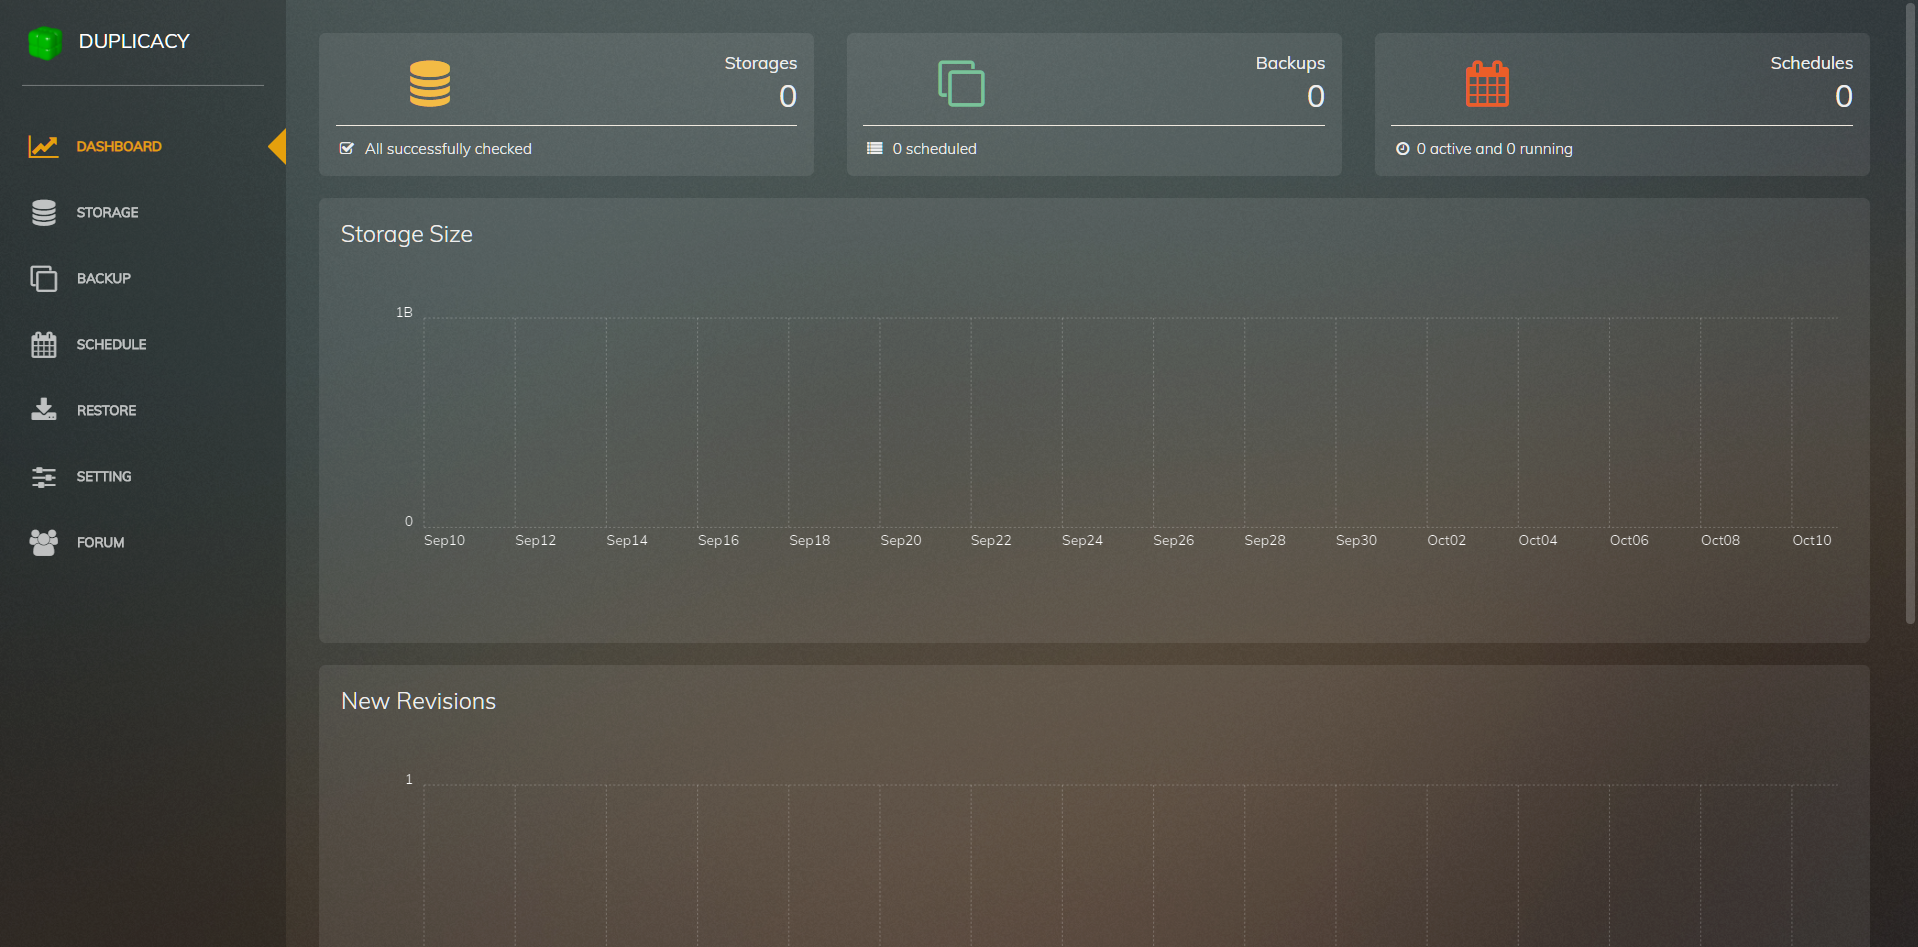 DUPLICACY
DASHBOARD
STORAGE
BACKUP
SCHEDULE
RESTORE
SETTING
FORUM
Storages
0
All successfully checked
Backups
0
0 scheduled
Schedules
0
0 active and 0 running
Storage Size
1B
0
Sep10 Sep12 Sep14 Sep16 Sep18 Sep20 Sep22 Sep24 Sep26 Sep28 Sep30 Oct02 Oct04 Oct06 Oct08 Oct10
New Revisions
1